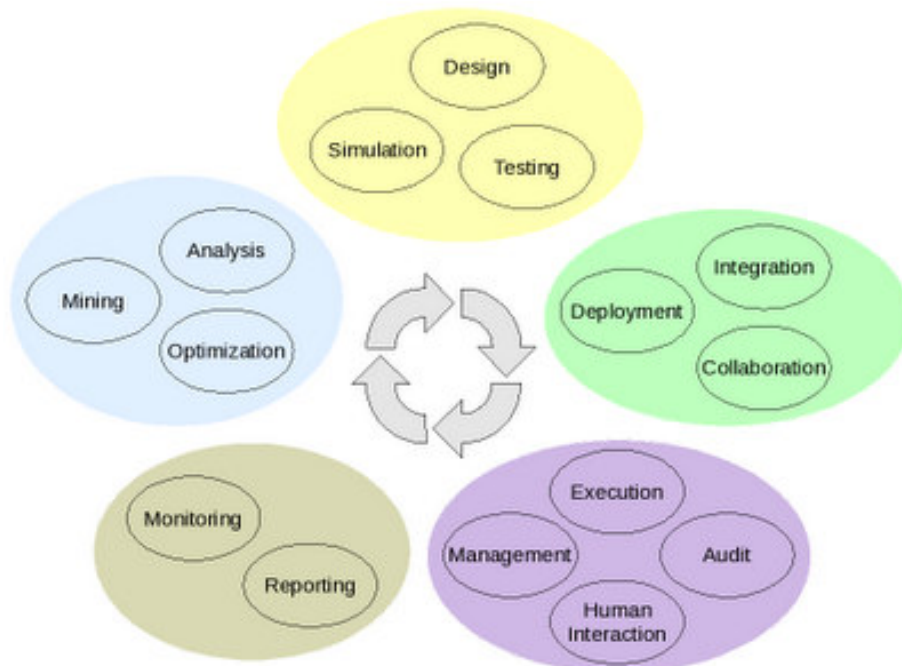 Design
Simulation
Testing
Analysis
Mining
Optimization
Integration
Deployment
Collaboration
Monitoring
Reporting
Execution
Management
Audit
Human
Interaction